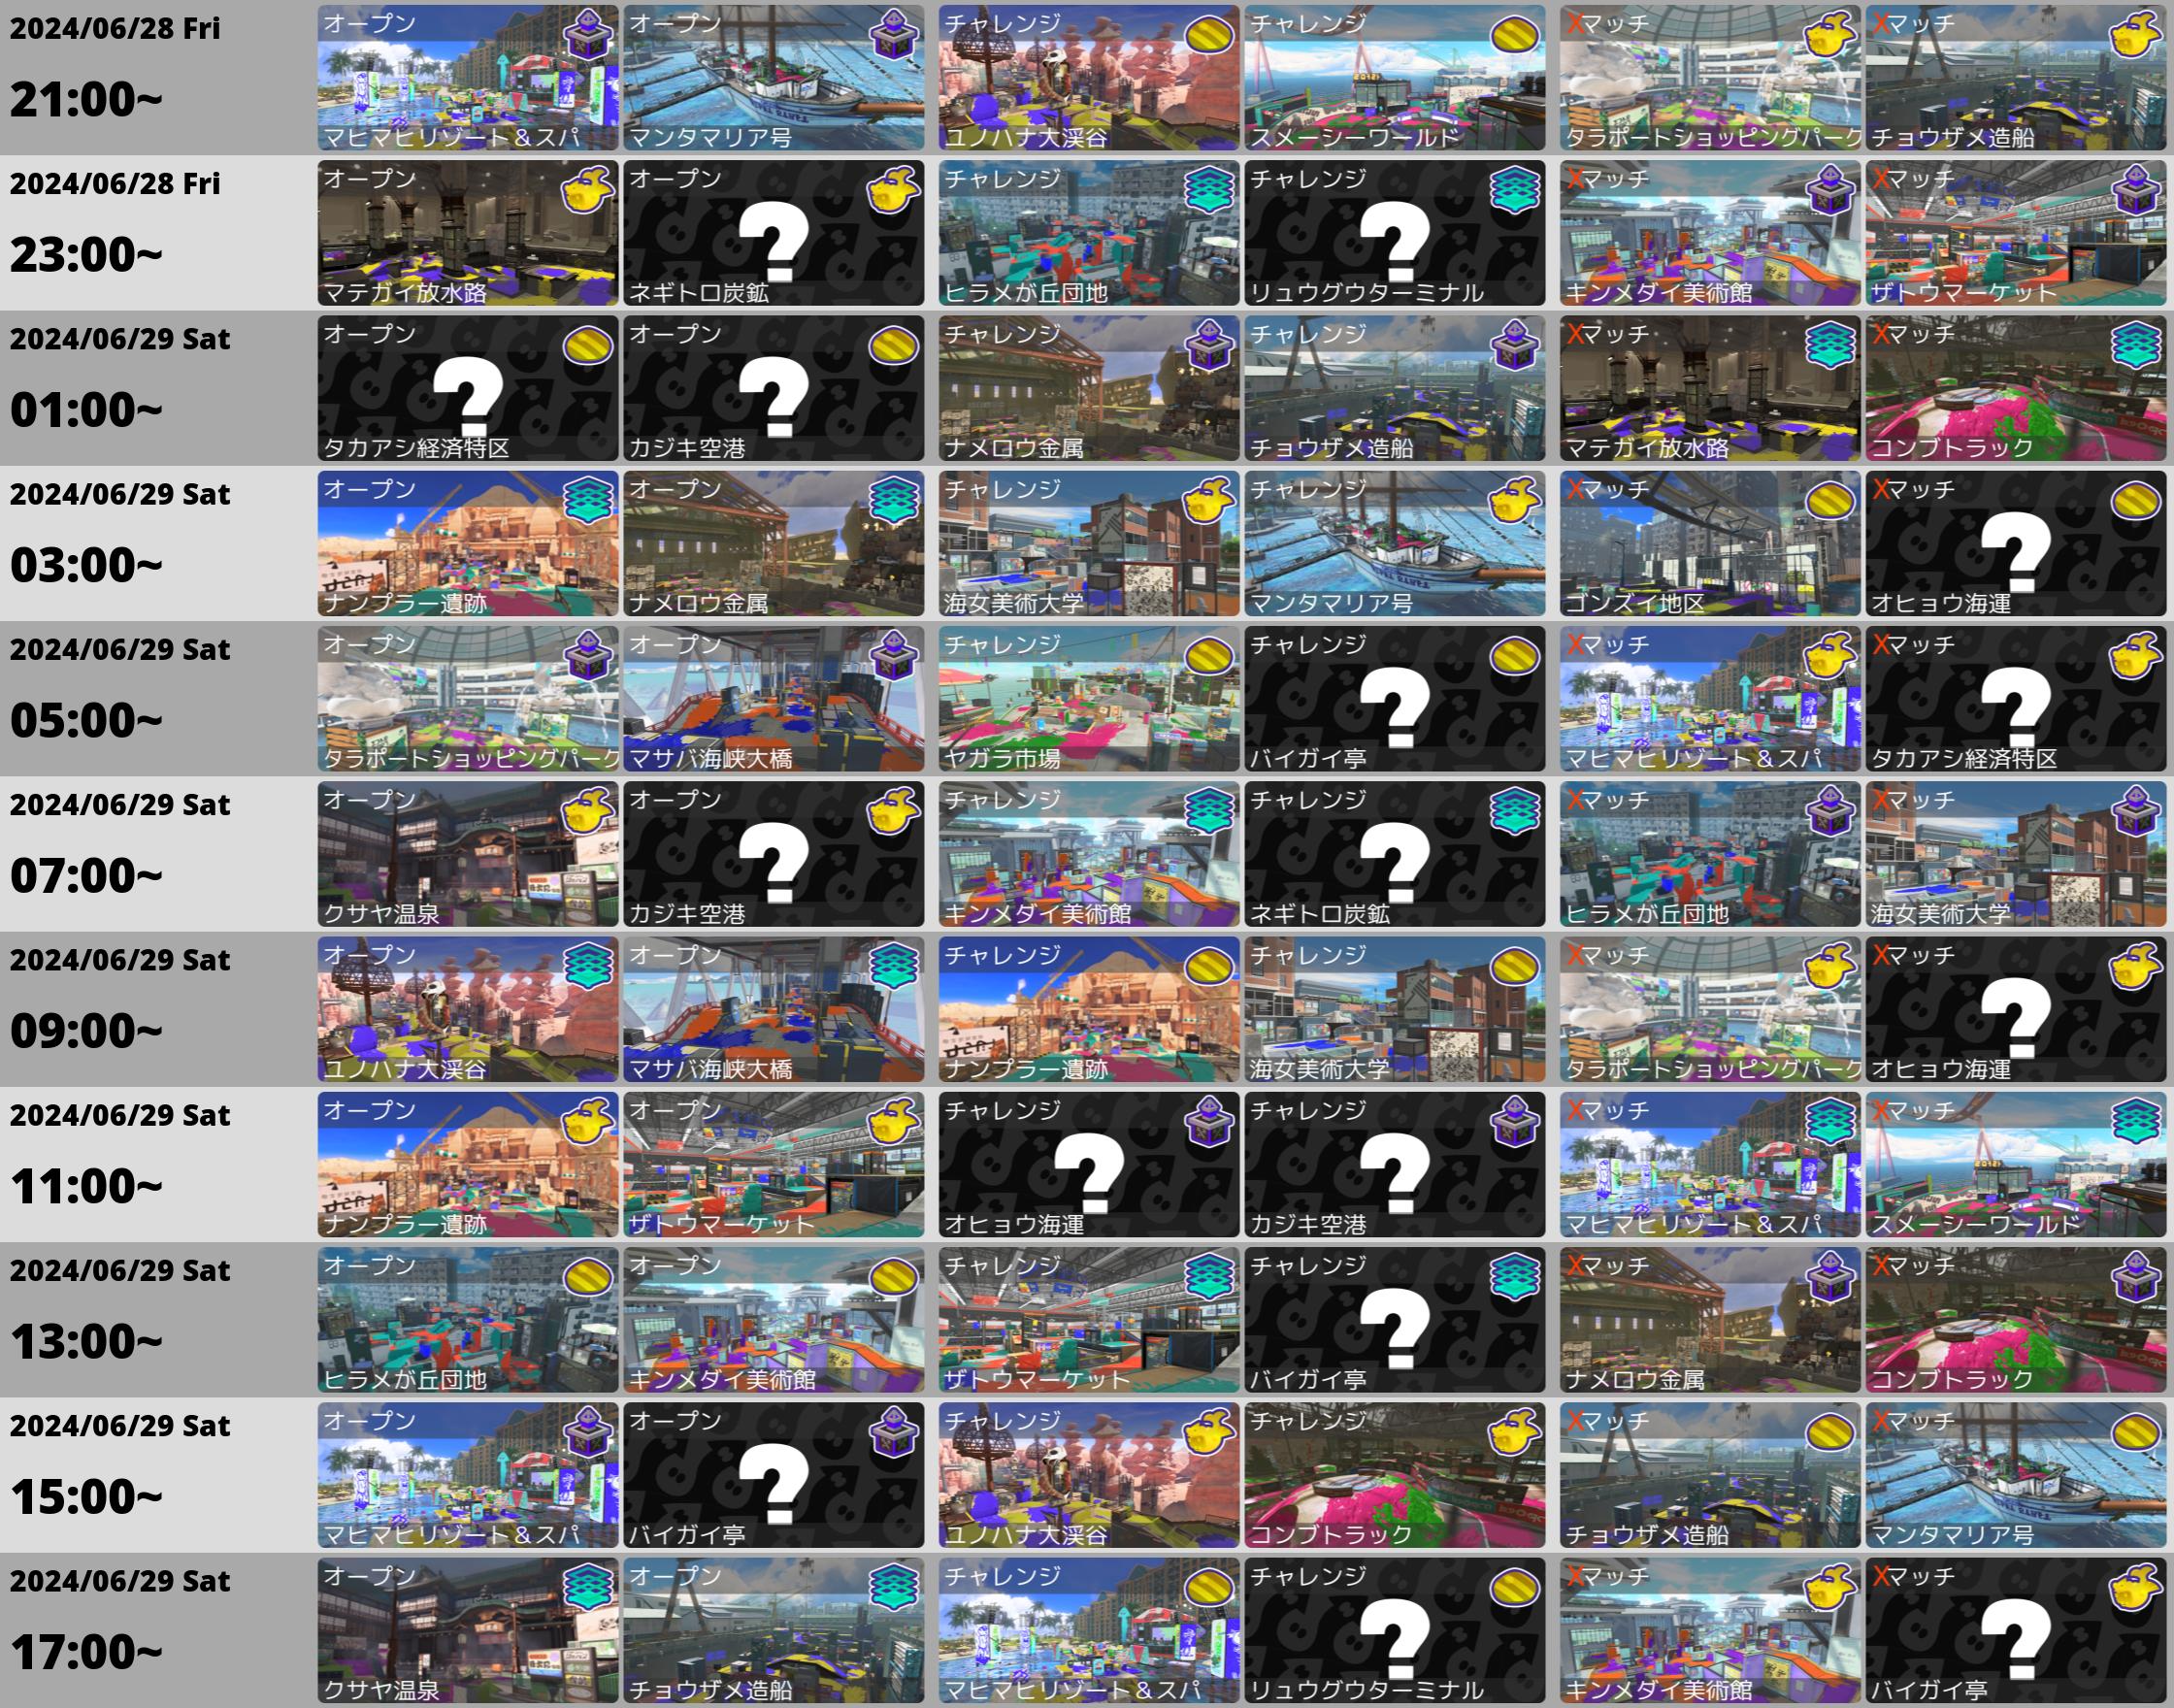 2024/06/28 Fri
21:00~
オープン
マヒマヒリゾート＆スパ
オープン
マンタマリア号
チャレンジ
ユノハナ大渓谷
チャレンジ
スメーシーワールド
Xマッチ
タラポートショッピングパーク
Xマッチ
チョウザメ造船
2024/06/28 Fri
23:00~
オープン
マテガイ放水路
オープン
?
ネギトロ炭鉱
チャレンジ
ヒラメが丘団地
チャレンジ
?
リュウグウターミナル
Xマッチ
キンメダイ美術館
Xマッチ
ザトウマーケット
2024/06/29 Sat
01:00~
オープン
?
タカアシ経済特区
オープン
?
カジキ空港
チャレンジ
ナメロウ金属
チャレンジ
チョウザメ造船
Xマッチ
マテガイ放水路
Xマッチ
コンブトラック
2024/06/29 Sat
03:00~
オープン
ナンプラー遺跡
オープン
ナメロウ金属
チャレンジ
海女美術大学
チャレンジ
マンタマリア号
Xマッチ
ゴンズイ地区
Xマッチ
?
オヒョウ海運
2024/06/29 Sat
05:00~
オープン
タラポートショッピングパーク
オープン
マサバ海峡大橋
チャレンジ
ヤガラ市場
チャレンジ
?
バイガイ亭
Xマッチ
マヒマヒリゾート＆スパ
Xマッチ
?
タカアシ経済特区
2024/06/29 Sat
07:00~
オープン
クサヤ温泉
オープン
?
カジキ空港
チャレンジ
キンメダイ美術館
チャレンジ
?
ネギトロ炭鉱
Xマッチ
ヒラメが丘団地
Xマッチ
海女美術大学
2024/06/29 Sat
09:00~
オープン
ユノハナ大渓谷
オープン
マサバ海峡大橋
チャレンジ
ナンプラー遺跡
チャレンジ
海女美術大学
Xマッチ
タラポートショッピングパーク
Xマッチ
?
オヒョウ海運
2024/06/29 Sat
11:00~
オープン
ナンプラー遺跡
オープン
ザトウマーケット
チャレンジ
?
オヒョウ海運
チャレンジ
?
カジキ空港
Xマッチ
マヒマヒリゾート＆スパ
Xマッチ
スメーシーワールド
2024/06/29 Sat
13:00~
オープン
ヒラメが丘団地
オープン
キンメダイ美術館
チャレンジ
ザトウマーケット
チャレンジ
?
バイガイ亭
Xマッチ
ナメロウ金属
Xマッチ
コンブトラック
2024/06/29 Sat
15:00~
オープン
マヒマヒリゾート＆スパ
オープン
?
バイガイ亭
チャレンジ
ユノハナ大渓谷
チャレンジ
コンブトラック
Xマッチ
チョウザメ造船
Xマッチ
マンタマリア号
2024/06/29 Sat
17:00~
オープン
クサヤ温泉
オープン
チョウザメ造船
チャレンジ
マヒマヒリゾート＆スパ
チャレンジ
?
リュウグウターミナル
Xマッチ
キンメダイ美術館
Xマッチ
?
バイガイ亭